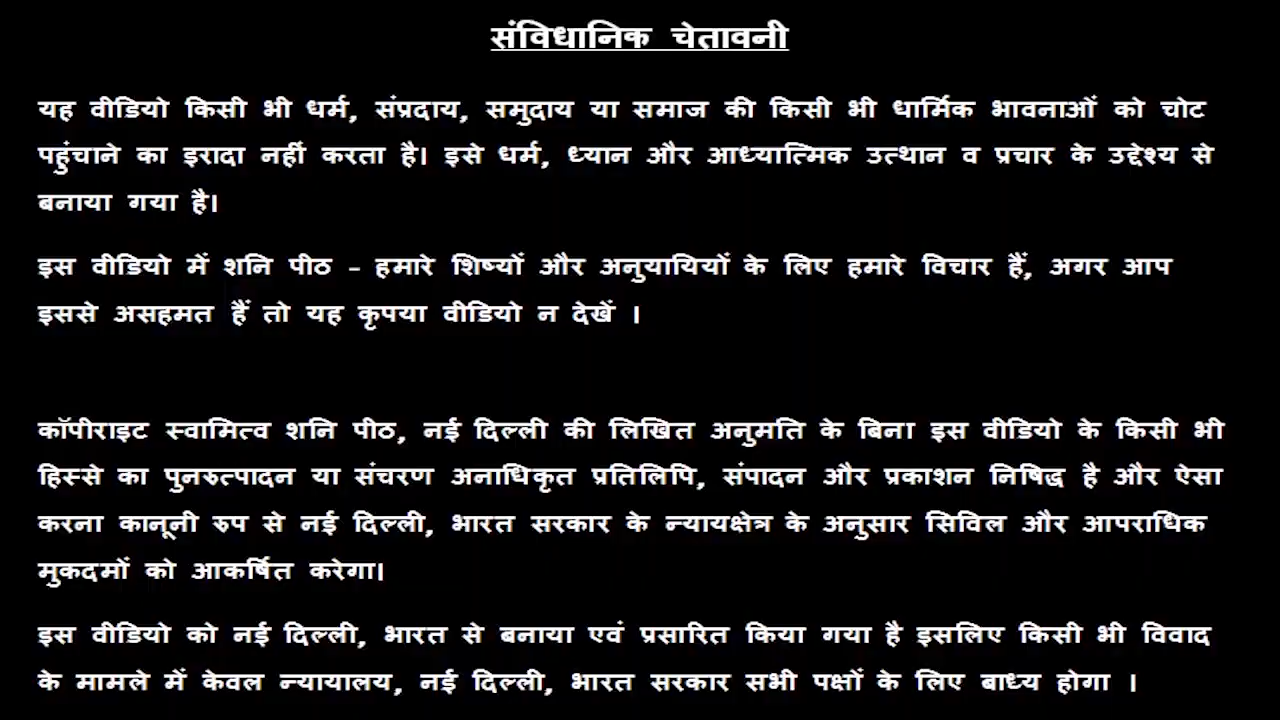 संविधानिक चेतावनी
यह वीडियो किसी भी धर्म, संप्रदाय, समुदाय या समाज की किसी भी धार्मिक भावनाओं को चोट
पहुंचाने का इरादा नहीं करता है। इसे धर्म, ध्यान और आध्यात्मिक उत्थान व प्रचार के उद्देश्य से
बनाया गया है।
इस वीडियो में शनि पीठ – हमारे शिष्यों और अनुयायियों के लिए हमारे विचार हैं, अगर आप
इससे असहमत हैं तो यह कृपया वीडियो न देखें ।
कॉपीराइट स्वामित्व शनि पीठ, नई दिल्ली की लिखित अनुमति के बिना इस वीडियो के किसी भी
हिस्से का पुनरुत्पादन या संचरण अनाधिकृत प्रतिलिपि, संपादन और प्रकाशन निषिद्ध है और ऐसा
करना कानूनी रुप से नई दिल्ली, भारत सरकार के न्यायक्षेत्र के अनुसार सिविल और आपराधिक
मुकदमों को आकर्षित करेगा।
इस वीडियो को नई दिल्ली, भारत से बनाया एवं प्रसारित किया गया है इसलिए किसी भी विवाद
के मामले में केवल न्यायालय, नई दिल्ली, भारत सरकार सभी पक्षों के लिए बाध्य होगा ।